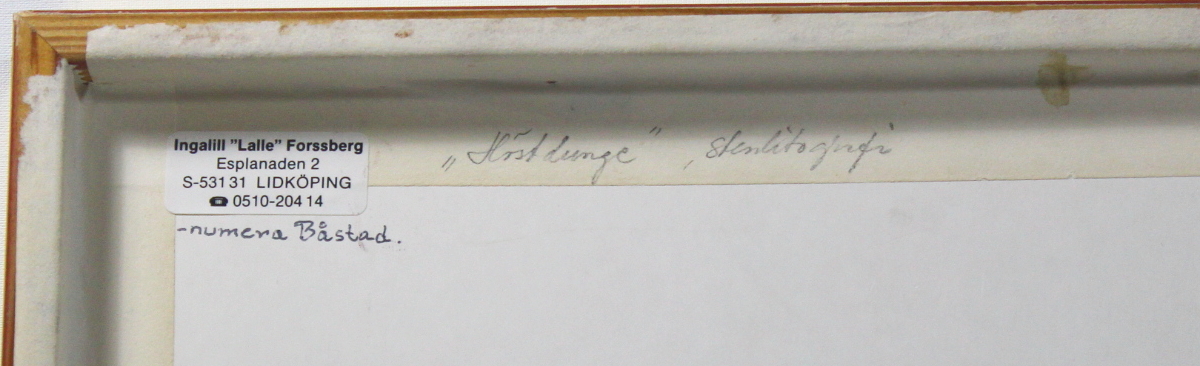 Ingalill "Lalle" Forssberg
Esplanaden 2
S-531 31 LIDKÖPING
☎ 0510-204 14
-numera Båstad.
„Höstdunge", stenlitografi